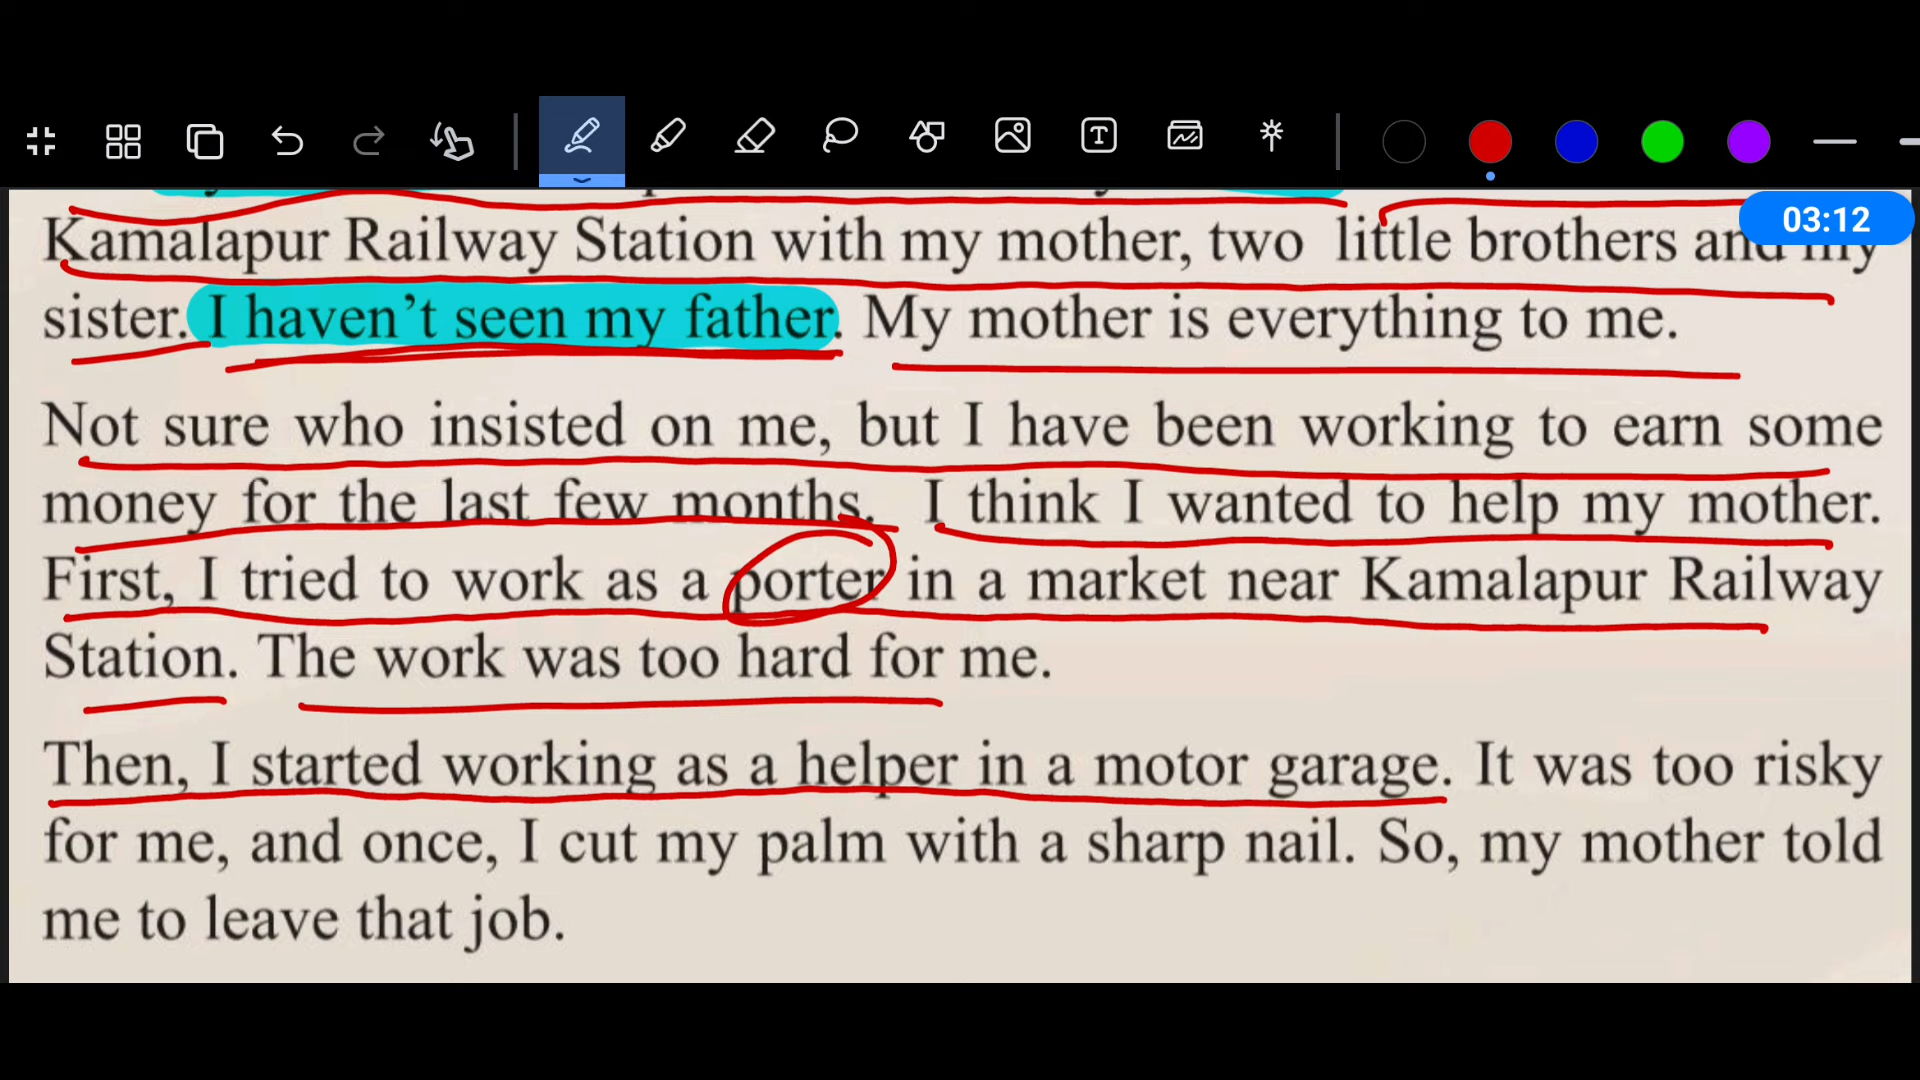 03:12
Kamalapur Railway Station with my mother, two little brothers and my
sister. I haven’t seen my father. My mother is everything to me.
Not sure who insisted on me, but I have been working to earn some
money for the last few months. I think I wanted to help my mother.
First, I tried to work as a porter in a market near Kamalapur Railway
Station. The work was too hard for me.
Then, I started working as a helper in a motor garage. It was too risky
for me, and once, I cut my palm with a sharp nail. So, my mother told
me to leave that job.